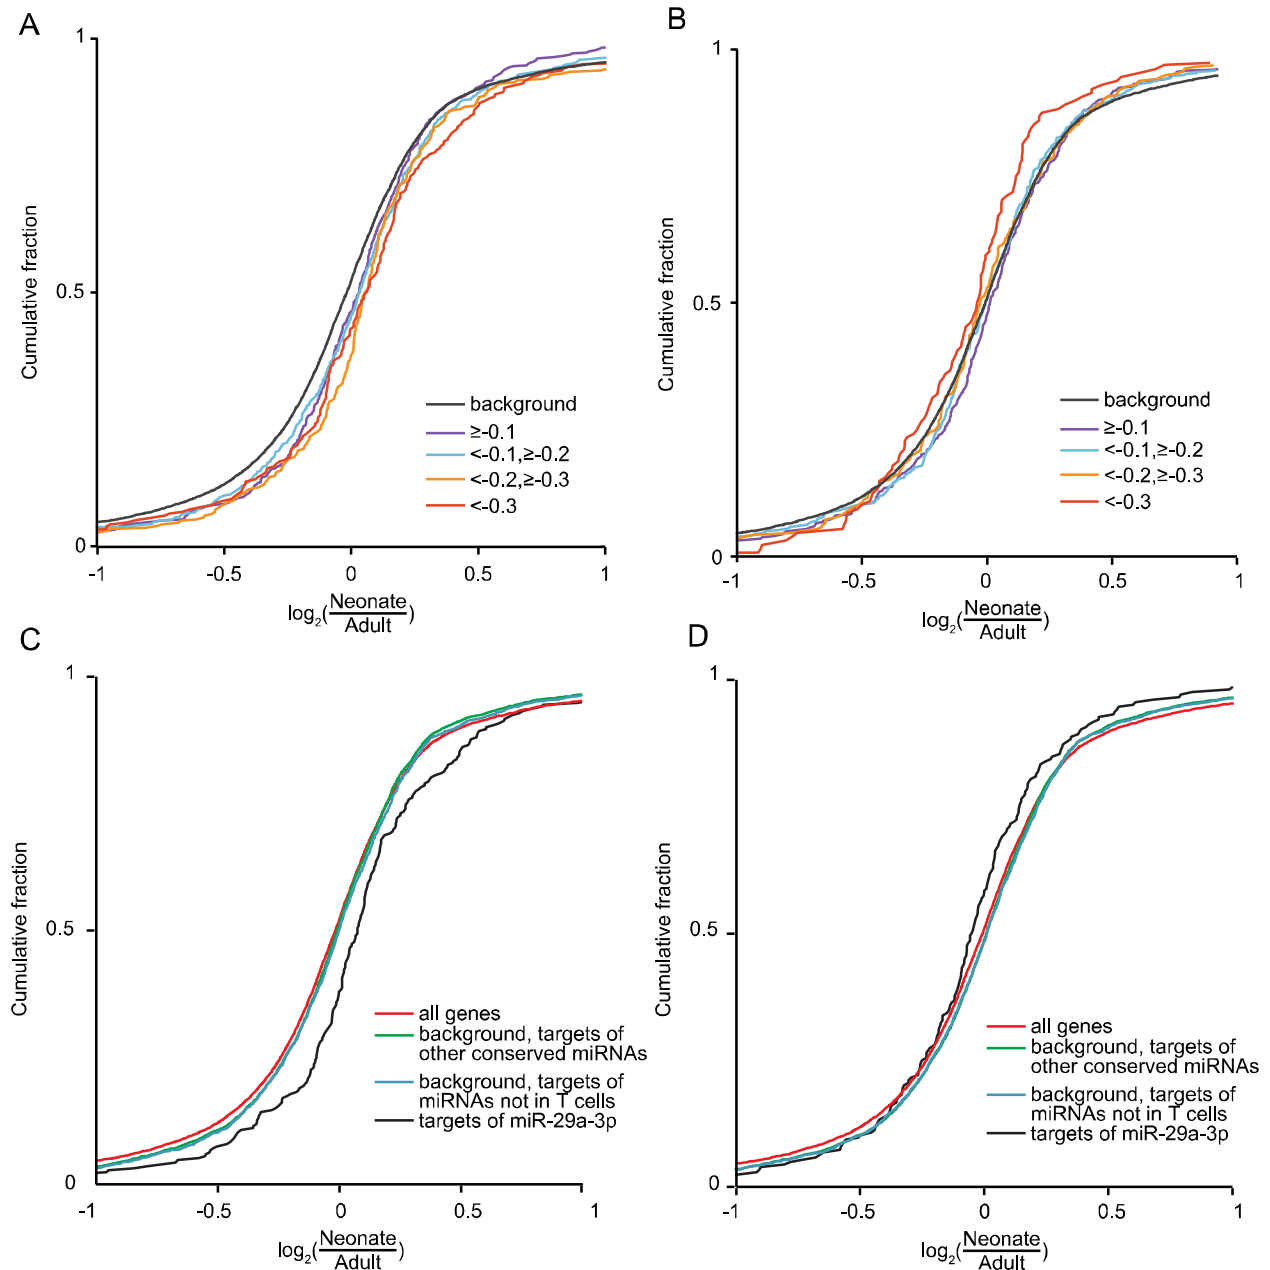 A
1
0.5
0
Cumulative fraction
background
≥-0.1
<-0.1,≥-0.2
<-0.2,≥-0.3
<-0.3
-1
-0.5
0
0.5
1
log2(Neonate
Adult)
B
1
0.5
0
Cumulative fraction
background
≥-0.1
<-0.1,≥-0.2
<-0.2,≥-0.3
<-0.3
-1
-0.5
0
0.5
1
log2(Neonate
Adult)
C
1
0.5
0
Cumulative fraction
all genes
background, targets of
other conserved miRNAs
background, targets of
miRNAs not in T cells
targets of miR-29a-3p
-1
-0.5
0
0.5
1
log2(Neonate
Adult)
D
1
0.5
0
Cumulative fraction
all genes
background, targets of
other conserved miRNAs
background, targets of
miRNAs not in T cells
targets of miR-29a-3p
-1
-0.5
0
0.5
1
log2(Neonate
Adult)